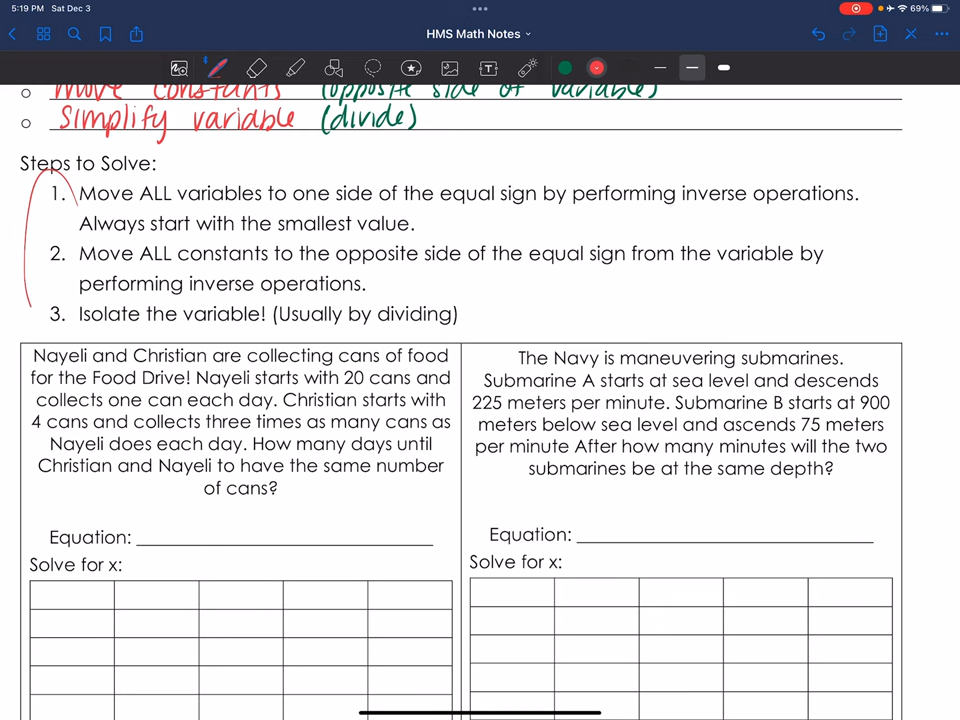 5:19 PM Sat Dec 3
69%
HMS Math Notes
Move constants (opposite side of variable)
Simplify variable (divide)
Steps to Solve:
1. Move ALL variables to one side of the equal sign by performing inverse operations.
Always start with the smallest value.
2. Move ALL constants to the opposite side of the equal sign from the variable by
performing inverse operations.
3. Isolate the variable! (Usually by dividing)
Nayeli and Christian are collecting cans of food
for the Food Drive! Nayeli starts with 20 cans and
collects one can each day. Christian starts with
4 cans and collects three times as many cans as
Nayeli does each day. How many days until
Christian and Nayeli to have the same number
of cans?
Equation:
Solve for x:
The Navy is maneuvering submarines.
Submarine A starts at sea level and descends
225 meters per minute. Submarine B starts at 900
meters below sea level and ascends 75 meters
per minute After how many minutes will the two
submarines be at the same depth?
Equation:
Solve for x: